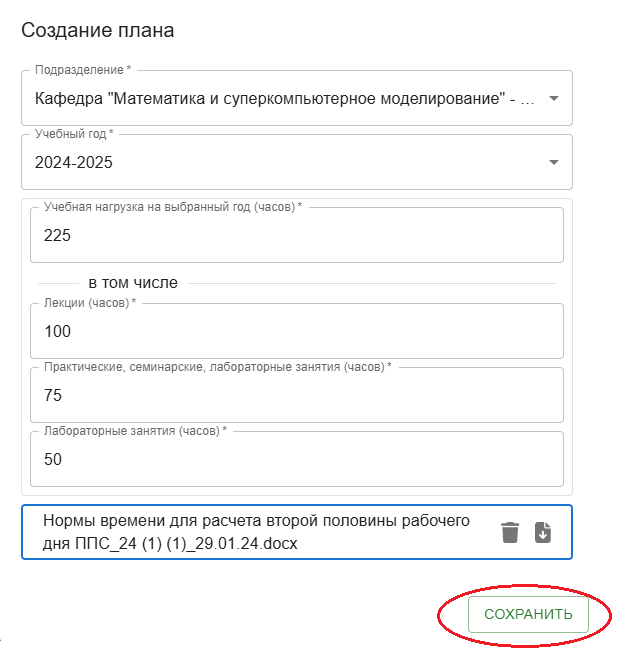 Создание плана
Подразделение *
Кафедра "Математика и суперкомпьютерное моделирование" - ...
Учебный год *
2024-2025
Учебная нагрузка на выбранный год (часов) *
225
в том числе
Лекции (часов) *
100
Практические, семинарские, лабораторные занятия (часов) *
75
Лабораторные занятия (часов) *
50
Нормы времени для расчета второй половины рабочего
дня ППС_24 (1) (1)_29.01.24.docx
СОХРАНИТЬ